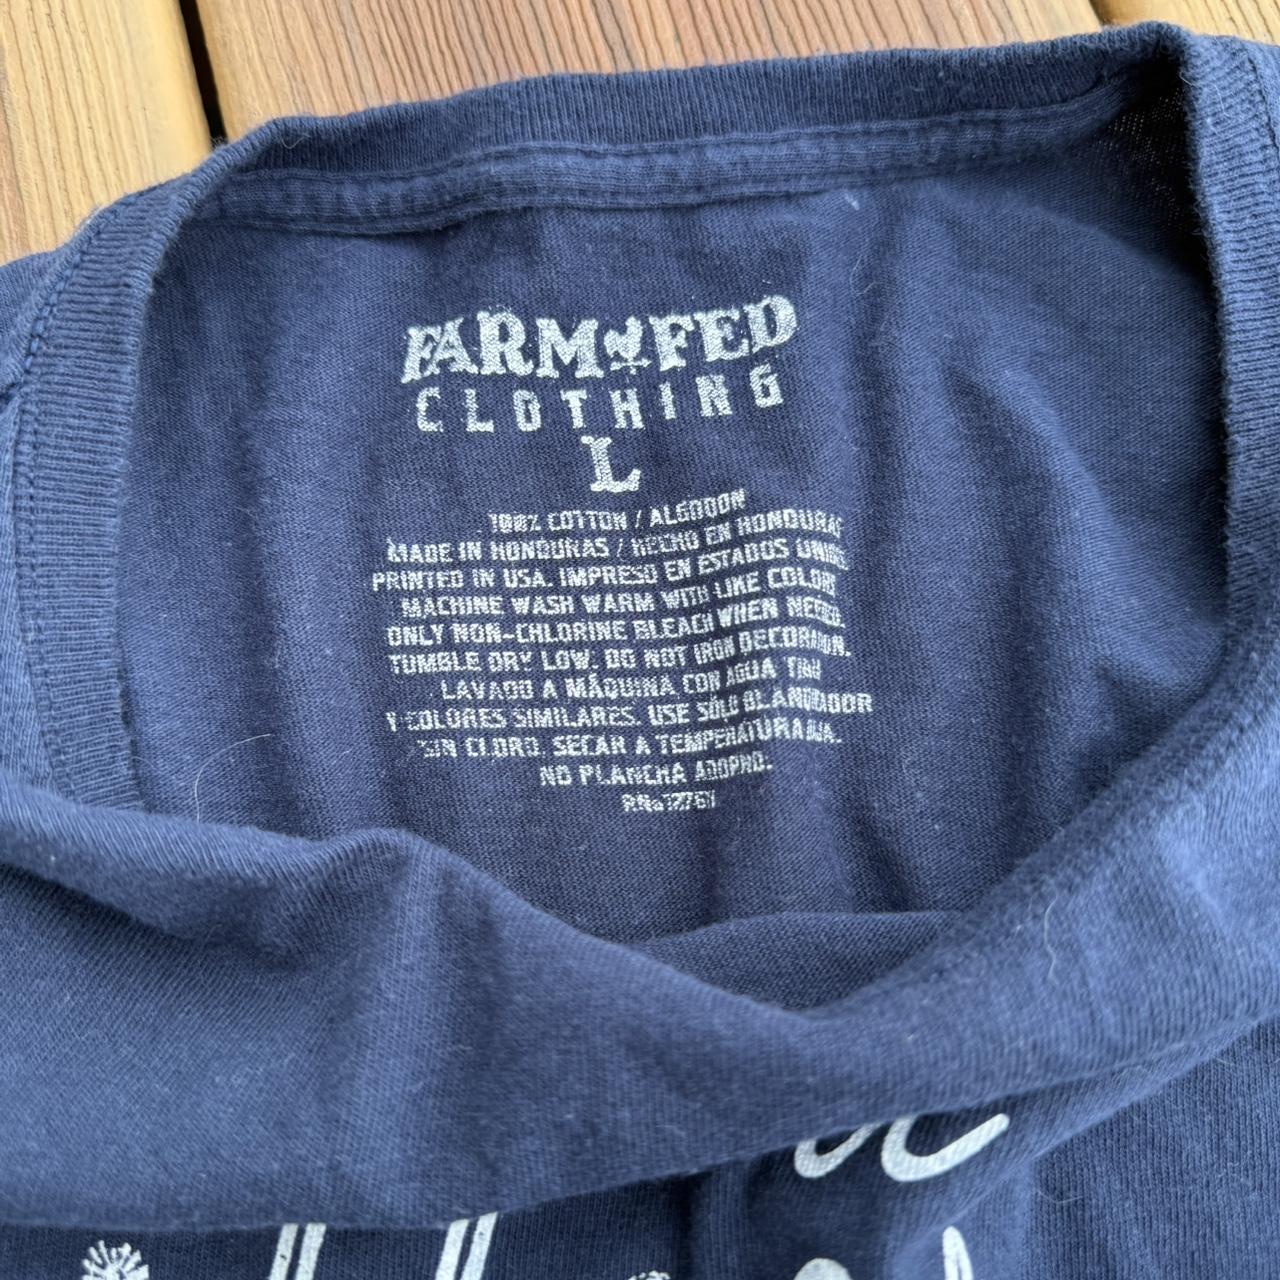 FARM FED
CLOTHING
L
100% COTTON / ALGODON
MADE IN HONDURAS / HECHO EN HONDURAS
PRINTED IN USA. IMPRESO EN ESTADOS UNIDOS
MACHINE WASH WARM WITH LIKE COLORS
ONLY NON-CHLORINE BLEACH WHEN NEEDED.
TUMBLE DRY LOW. DO NOT IRON DECORATION.
LAVADO A MÁQUINA CON AGUA TIBIA
Y COLORES SIMILARES. USE SÓLO BLANQUEADOR
SIN CLORO. SECAR A TEMPERATURA BAJA.
NO PLANCHA ADORNO.